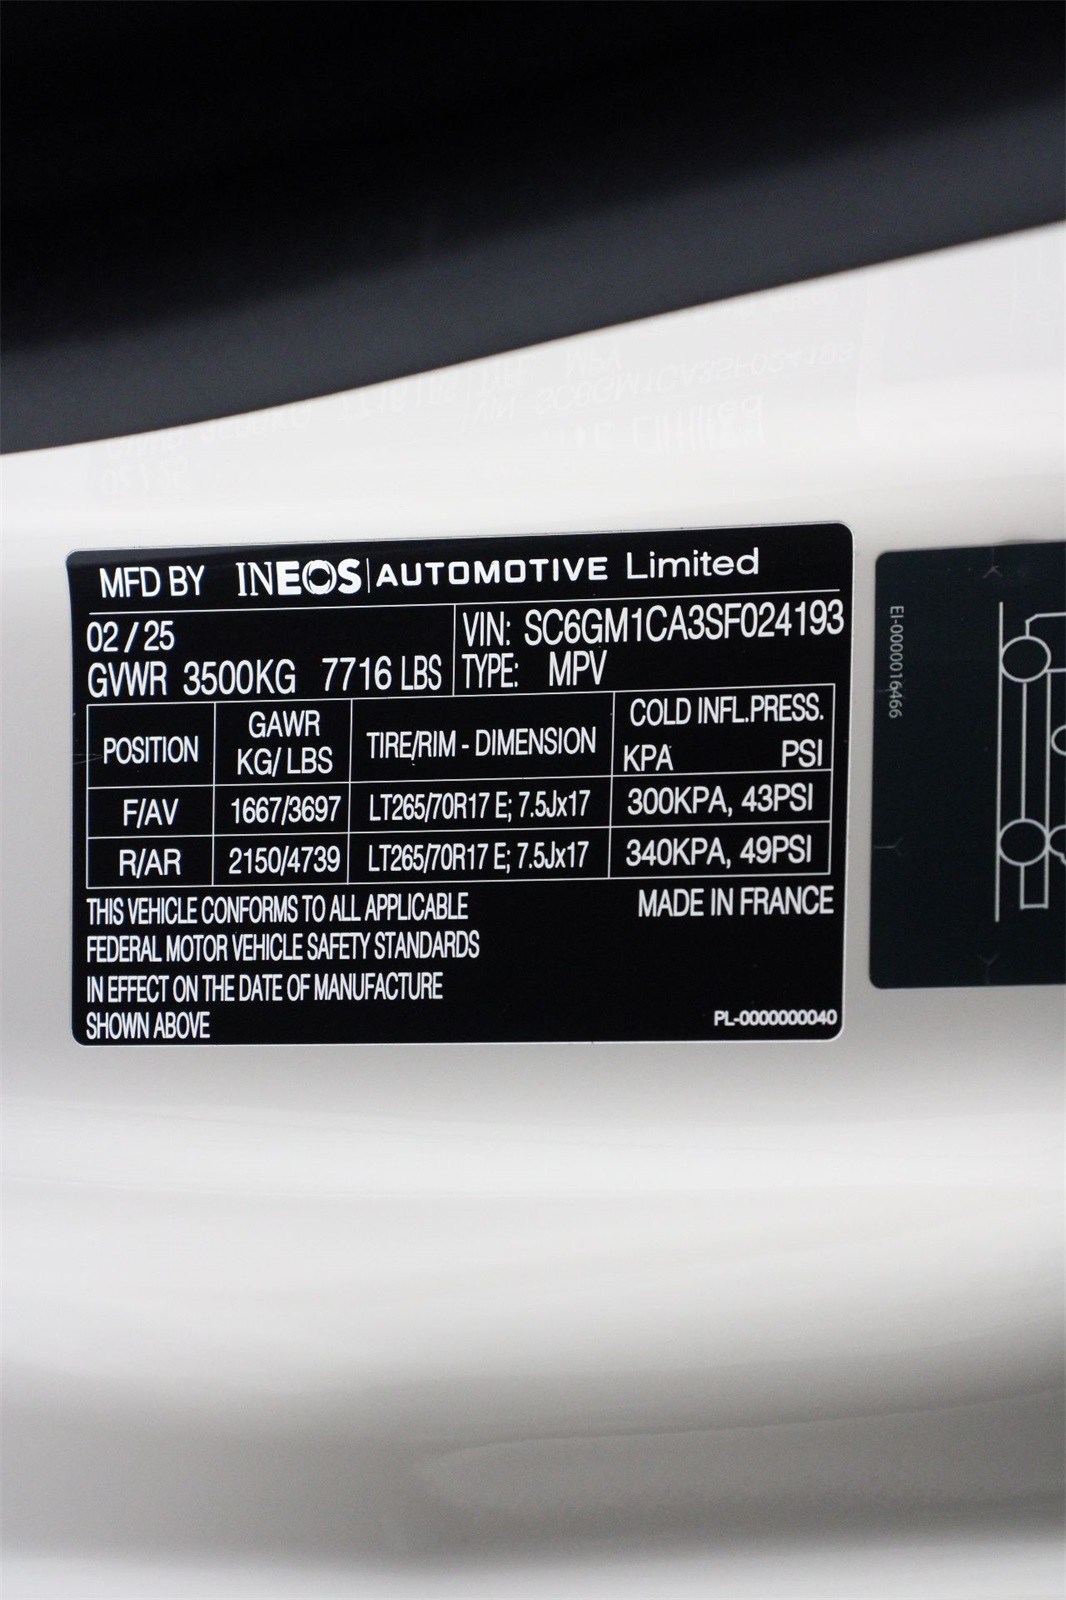 MFD BY INEOS AUTOMOTIVE Limited
02 / 25
VIN: SC6GM1CA3SF024193
GVWR 3500KG 7716 LBS
TYPE: MPV
POSITION GAWR KG/ LBS TIRE/RIM - DIMENSION COLD INFL.PRESS. KPA PSI
F/AV 1667/3697 LT265/70R17 E; 7.5Jx17 300KPA, 43PSI
R/AR 2150/4739 LT265/70R17 E; 7.5Jx17 340KPA, 49PSI
THIS VEHICLE CONFORMS TO ALL APPLICABLE
FEDERAL MOTOR VEHICLE SAFETY STANDARDS
IN EFFECT ON THE DATE OF MANUFACTURE
SHOWN ABOVE
MADE IN FRANCE
PL-0000000040
EI-0000016466